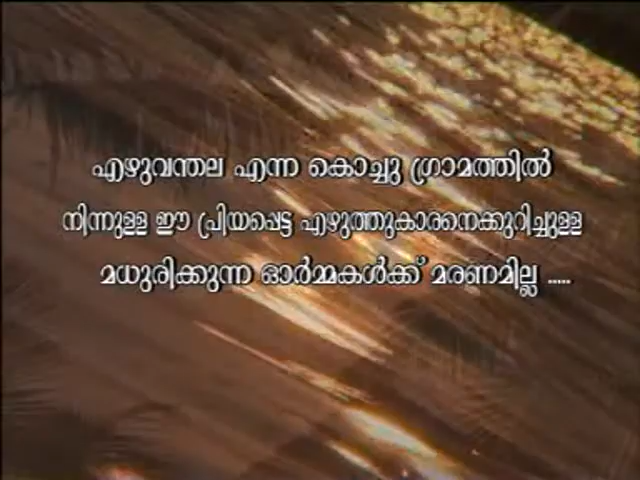 എഴുവന്തല എന്ന കൊച്ചു ഗ്രാമത്തിൽ
നിന്നുള്ള ഈ പ്രിയപ്പെട്ട എഴുത്തുകാരനെക്കുറിച്ചുള്ള
മധുരിക്കുന്ന ഓർമ്മകൾക്ക് മരണമില്ല .....